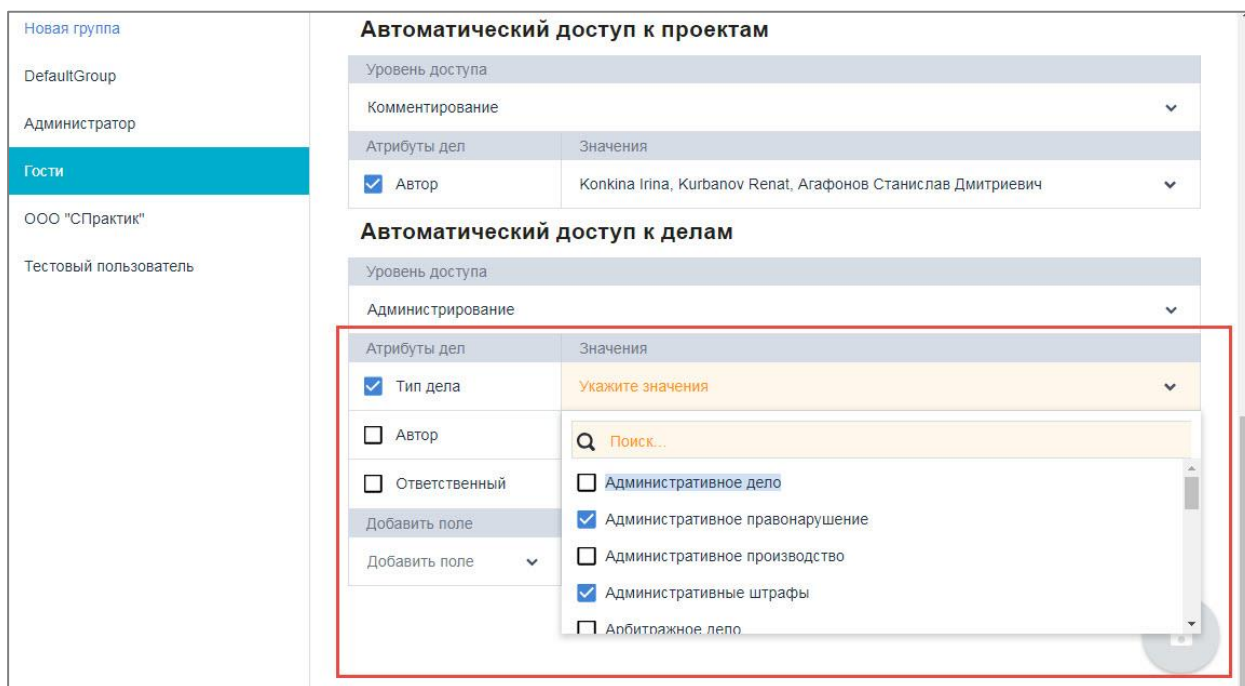 Новая группа
DefaultGroup
Администратор
Гости
ООО "СПрактик"
Тестовый пользователь
Автоматический доступ к проектам
Уровень доступа
Комментирование
Атрибуты дел Значения
Автор Konkina Irina, Kurbanov Renat, Агафонов Станислав Дмитриевич
Автоматический доступ к делам
Уровень доступа
Администрирование
Атрибуты дел Значения
Тип дела Укажите значения
Автор
Ответственный
Добавить поле
Добавить поле
Поиск...
Административное дело
Административное правонарушение
Административное производство
Административные штрафы
Арбитражное дело